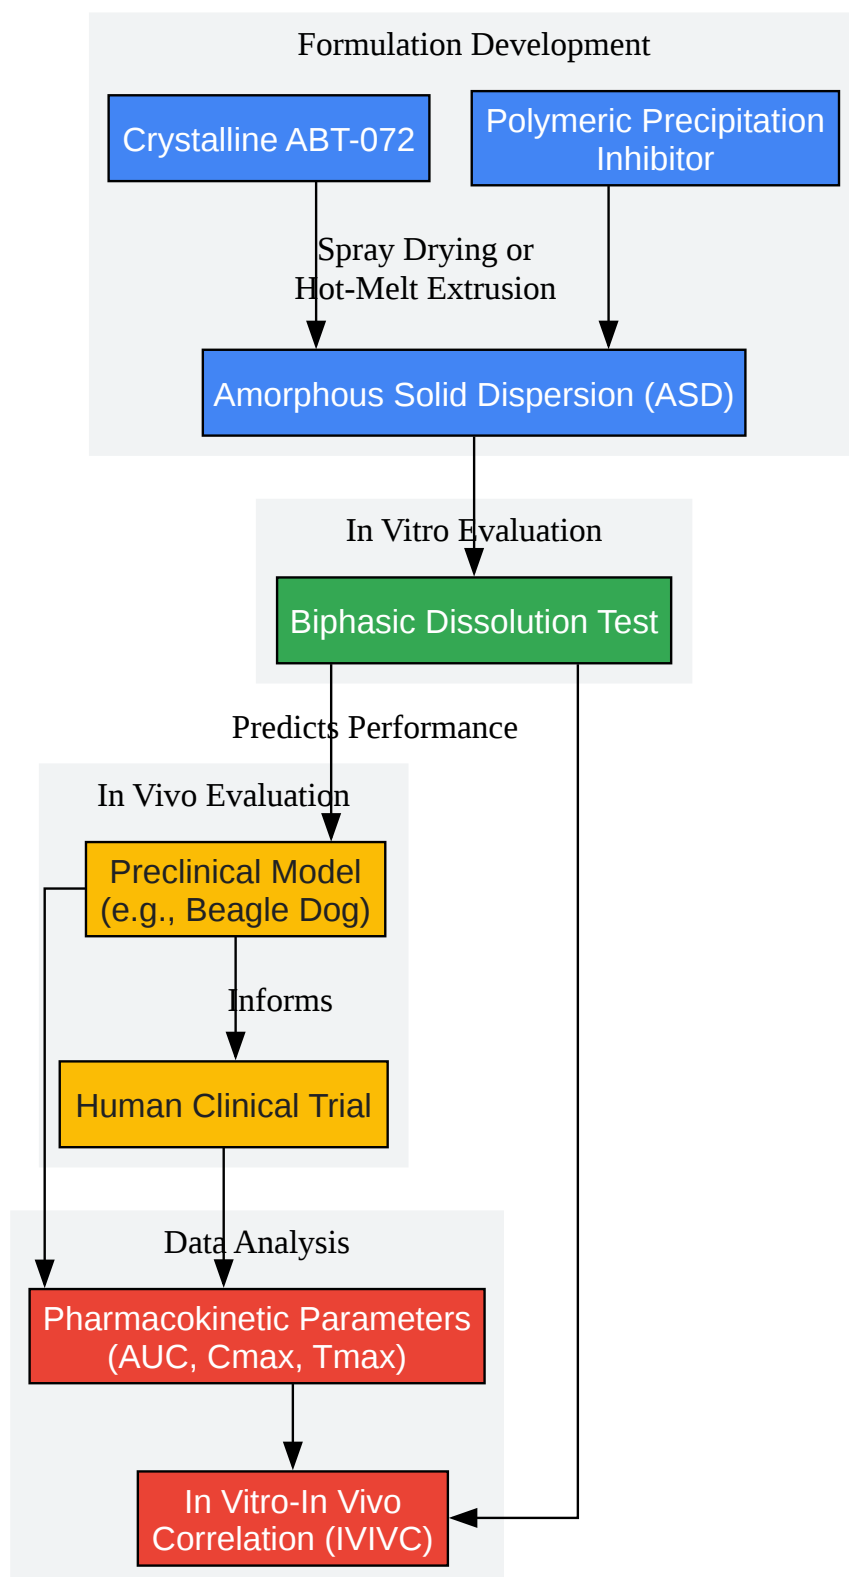 Formulation Development
Crystalline ABT-072
Polymeric Precipitation
Inhibitor
Spray Drying or
Hot-Melt Extrusion
Amorphous Solid Dispersion (ASD)
In Vitro Evaluation
Biphasic Dissolution Test
Predicts Performance
In Vivo Evaluation
Preclinical Model
(e.g., Beagle Dog)
Informs
Human Clinical Trial
Data Analysis
Pharmacokinetic Parameters
(AUC, Cmax, Tmax)
In Vitro-In Vivo
Correlation (IVIVC)